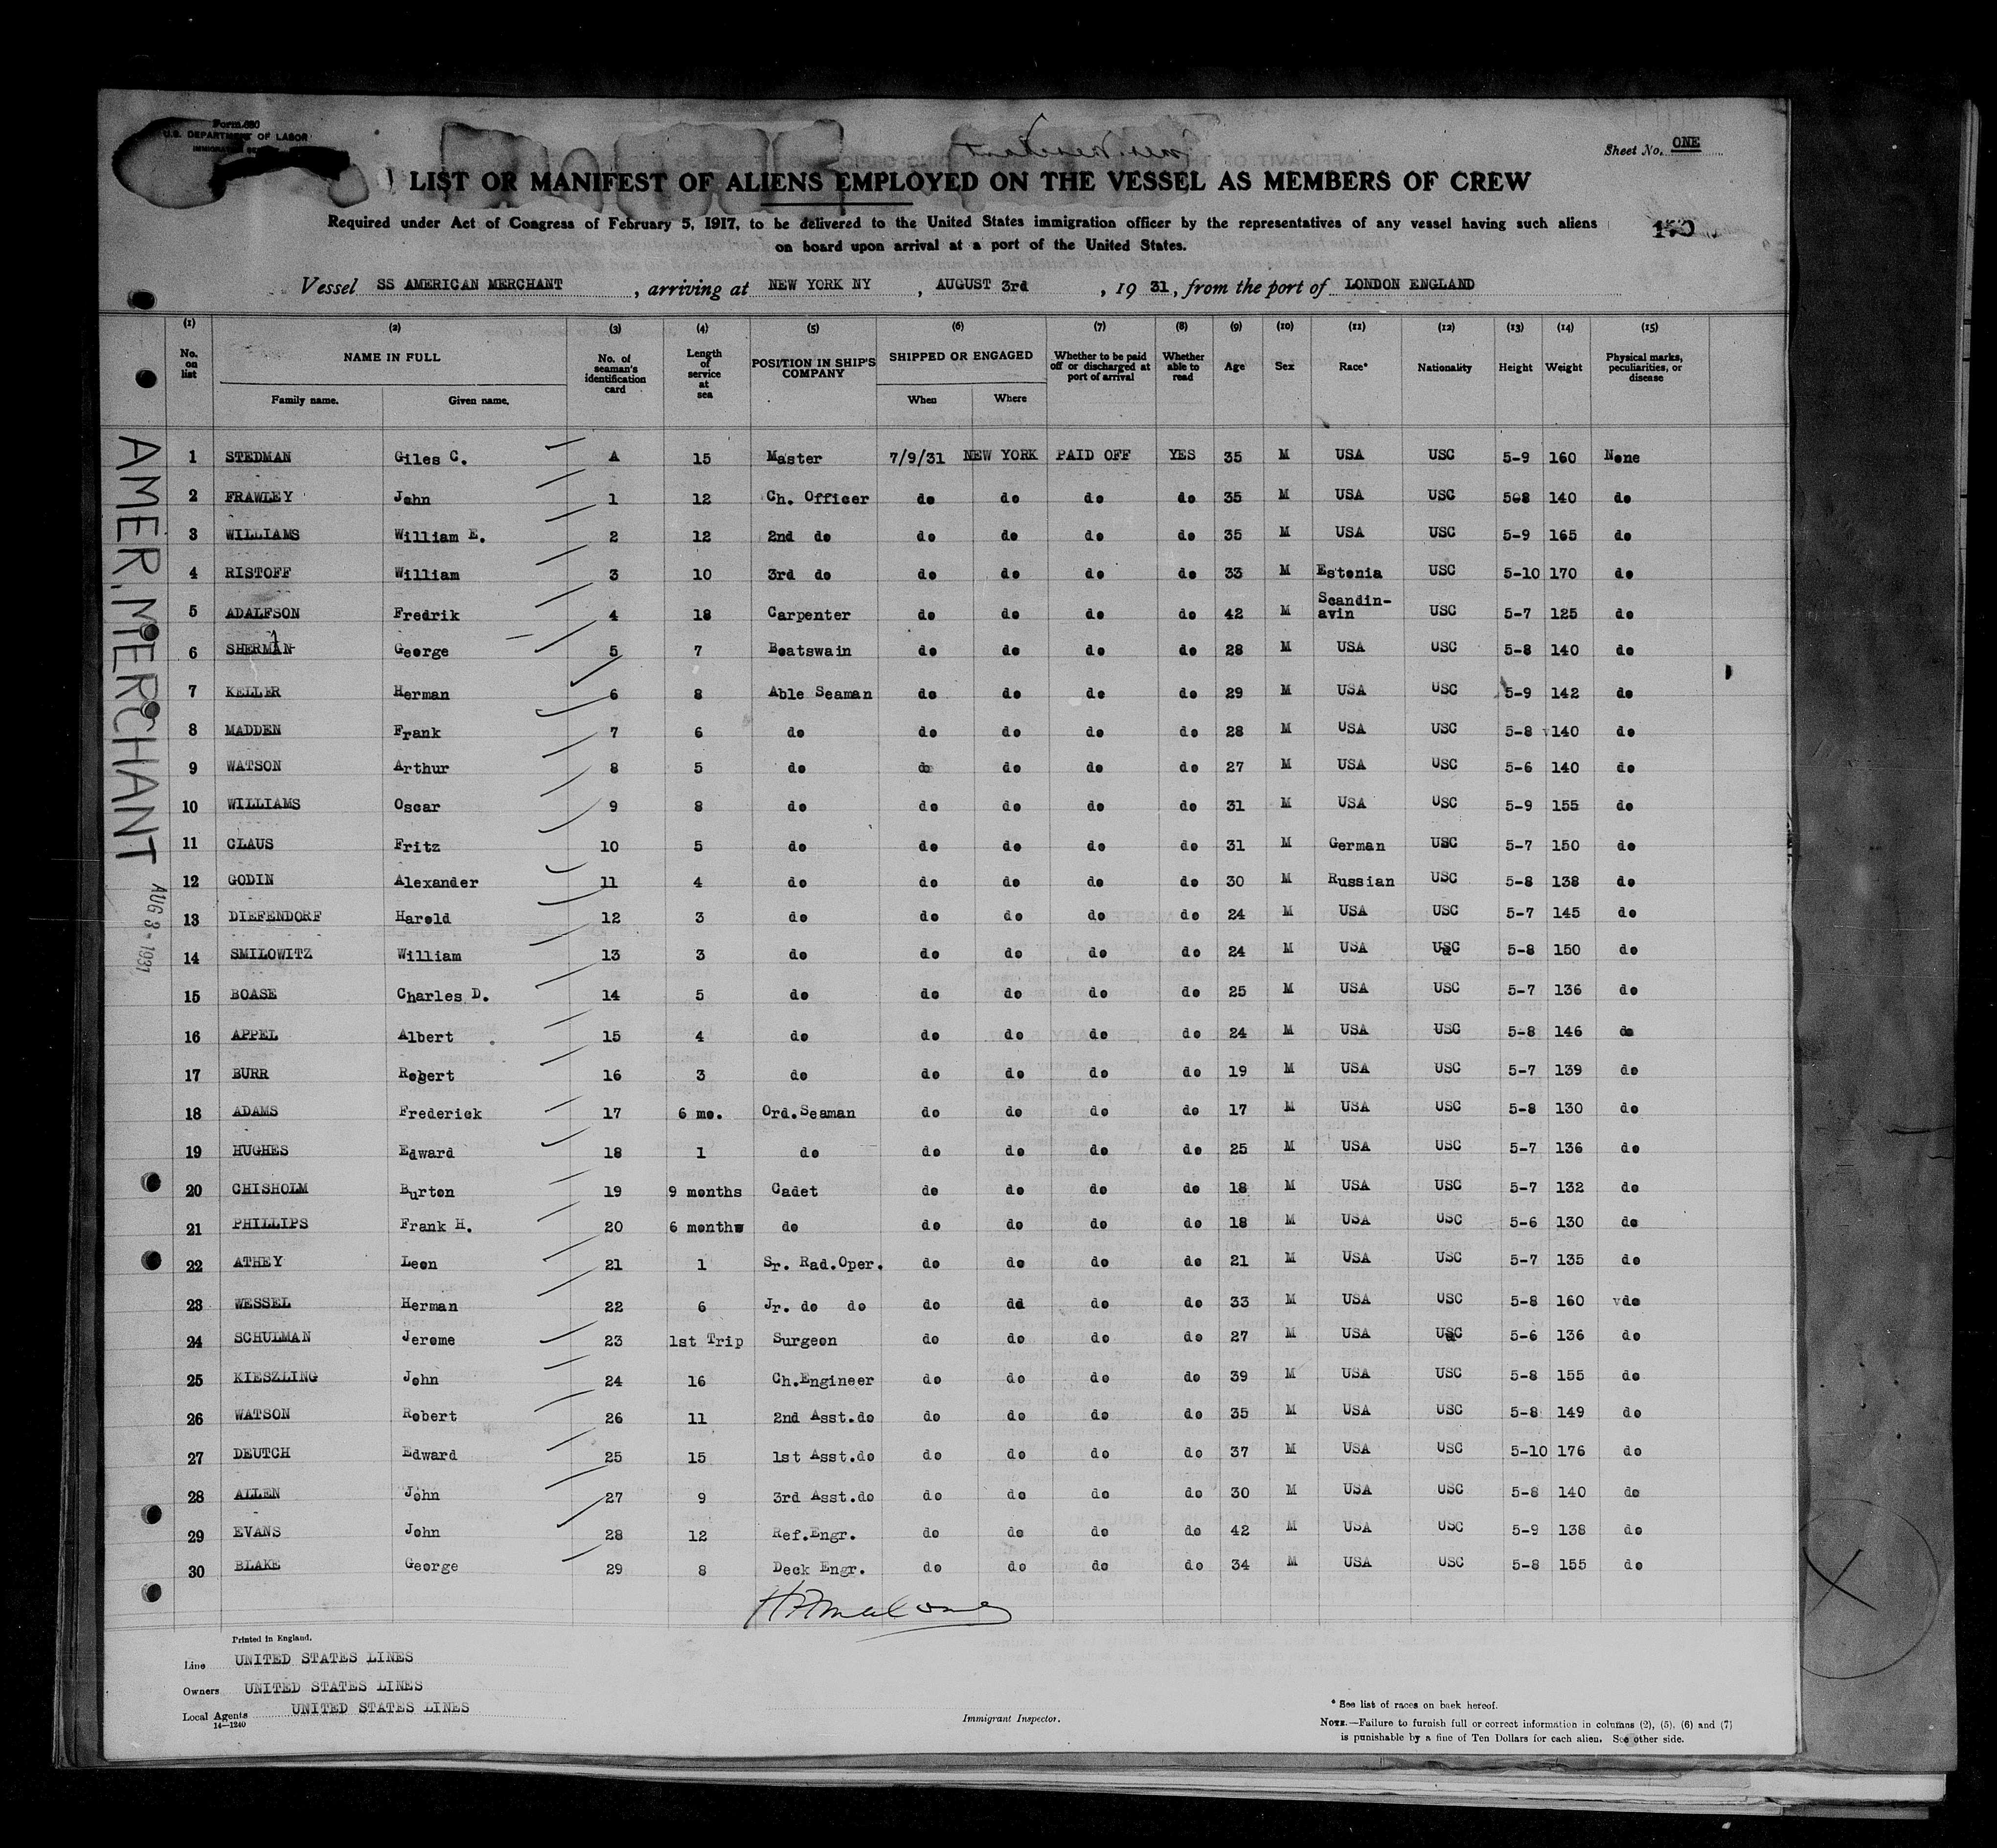 Form 680
U.S. DEPARTMENT OF LABOR
Sheet No. ONE
LIST OR MANIFEST OF ALIENS EMPLOYED ON THE VESSEL AS MEMBERS OF CREW
Required under Act of Congress of February 5, 1917, to be delivered to the United States immigration officer by the representatives of any vessel having such aliens
on board upon arrival at a port of the United States.
Vessel SS AMERICAN MERCHANT, arriving at NEW YORK NY, AUGUST 3rd, 19 31, from the port of LONDON ENGLAND
(1) (2) (3) (4) (5) (6) (7) (8) (9) (10) (11) (12) (13) (14) (15)
No. on list NAME IN FULL Family name. Given name. No. of seaman's identification card Length of service at sea POSITION IN SHIP'S COMPANY SHIPPED OR ENGAGED When Where Whether to be paid off or discharged at port of arrival Whether able to read Age Sex Race* Nationality Height Weight Physical marks, peculiarities, or disease
1 STEDMAN Giles C. A 15 Master 7/9/31 NEW YORK PAID OFF YES 35 M USA USC 5-9 160 None
2 FRAWLEY John 1 12 Ch. Officer do do do do 35 M USA USC 508 140 do
3 WILLIAMS William E. 2 12 2nd do do do do do 35 M USA USC 5-9 165 do
4 RISTOFF William 3 10 3rd do do do do do 33 M Estonia USC 5-10 170 do
5 ADALFSON Fredrik 4 18 Carpenter do do do do 42 M Scandin-avin USC 5-7 125 do
6 SHERMAN George 5 7 Boatswain do do do do 28 M USA USC 5-8 140 do
7 KELLER Herman 6 8 Able Seaman do do do do 29 M USA USC 5-9 142 do
8 MADDEN Frank 7 6 do do do do do 28 M USA USC 5-8 140 do
9 WATSON Arthur 8 5 do do do do do 27 M USA USC 5-6 140 do
10 WILLIAMS Oscar 9 8 do do do do do 31 M USA USC 5-9 155 do
11 CLAUS Fritz 10 5 do do do do do 31 M German USC 5-7 150 do
12 GODIN Alexander 11 4 do do do do do 30 M Russian USC 5-8 138 do
13 DIEFENDORF Harold 12 3 do do do do do 24 M USA USC 5-7 145 do
14 SMILOWITZ William 13 3 do do do do do 24 M USA USC 5-8 150 do
15 BOASE Charles D. 14 5 do do do do do 25 M USA USC 5-7 136 do
16 APPEL Albert 15 4 do do do do do 24 M USA USC 5-8 146 do
17 BURR Robert 16 3 do do do do do 19 M USA USC 5-7 139 do
18 ADAMS Frederick 17 6 mo. Ord.Seaman do do do do 17 M USA USC 5-8 130 do
19 HUGHES Edward 18 1 do do do do do 25 M USA USC 5-7 136 do
20 CHISHOLM Burton 19 9 months Cadet do do do do 18 M USA USC 5-7 132 do
21 PHILLIPS Frank H. 20 6 months do do do do do 18 M USA USC 5-6 130 do
22 ATHEY Leon 21 1 Sr. Rad.Oper. do do do do 21 M USA USC 5-7 135 do
23 WESSEL Herman 22 6 Jr. do do do dd do do 33 M USA USC 5-8 160 do
24 SCHULMAN Jerome 23 1st Trip Surgeon do do do do 27 M USA USC 5-6 136 do
25 KIESZLING John 24 16 Ch.Engineer do do do do 39 M USA USC 5-8 155 do
26 WATSON Robert 26 11 2nd Asst.do do do do do 35 M USA USC 5-8 149 do
27 DEUTCH Edward 25 15 1st Asst.do do do do do 37 M USA USC 5-10 176 do
28 ALLEN John 27 9 3rd Asst.do do do do do 30 M USA USC 5-8 140 do
29 EVANS John 28 12 Ref.Engr. do do do do 42 M USA USC 5-9 138 do
30 BLAKE George 29 8 Deck Engr. do do do do 34 M USA USC 5-8 155 do
AMER. MERCHANT
AUG 3 - 1931
Printed in England.
Line UNITED STATES LINES
Owners UNITED STATES LINES
Local Agents UNITED STATES LINES
14-1240
Immigrant Inspector.
* See list of races on back hereof.
NOTE.—Failure to furnish full or correct information in columns (2), (5), (6) and (7)
is punishable by a fine of Ten Dollars for each alien. See other side.